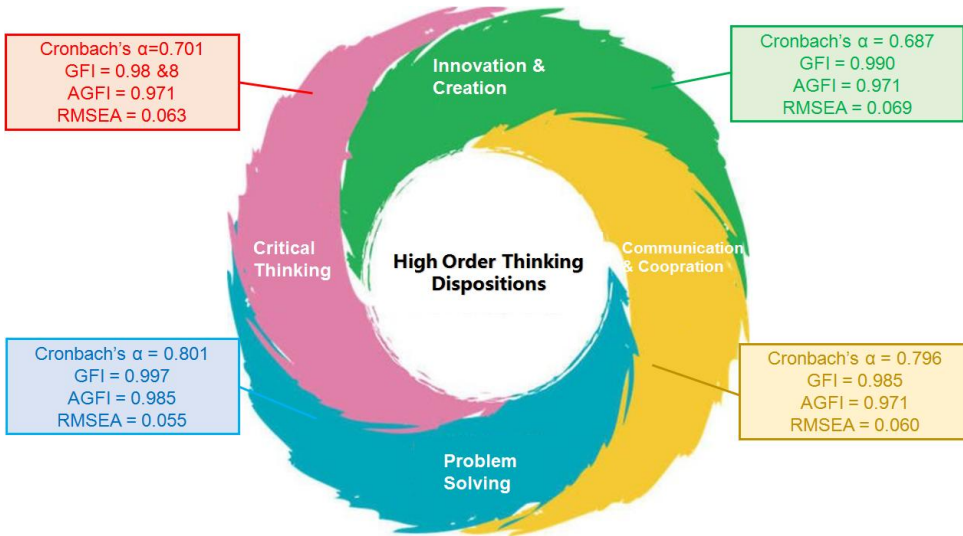 Cronbach's α=0.701
GFI = 0.98 &8
AGFI = 0.971
RMSEA = 0.063
Innovation &
Creation
Cronbach's α = 0.687
GFI = 0.990
AGFI = 0.971
RMSEA = 0.069
Critical
Thinking
High Order Thinking
Dispositions
Communication
& Coopration
Cronbach's α = 0.801
GFI = 0.997
AGFI = 0.985
RMSEA = 0.055
Cronbach's α = 0.796
GFI = 0.985
AGFI = 0.971
RMSEA = 0.060
Problem
Solving